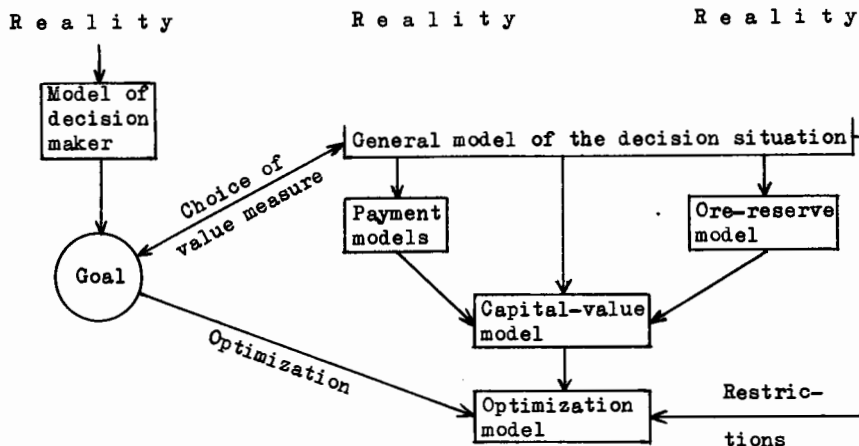 R e a l i t y
R e a l i t y
R e a l i t y
Model of
decision
maker
General model of the decision situation
Choice of
value measure
Payment
models
Ore-reserve
model
Goal
Capital-value
model
Optimization
Optimization
model
Restric-
tions